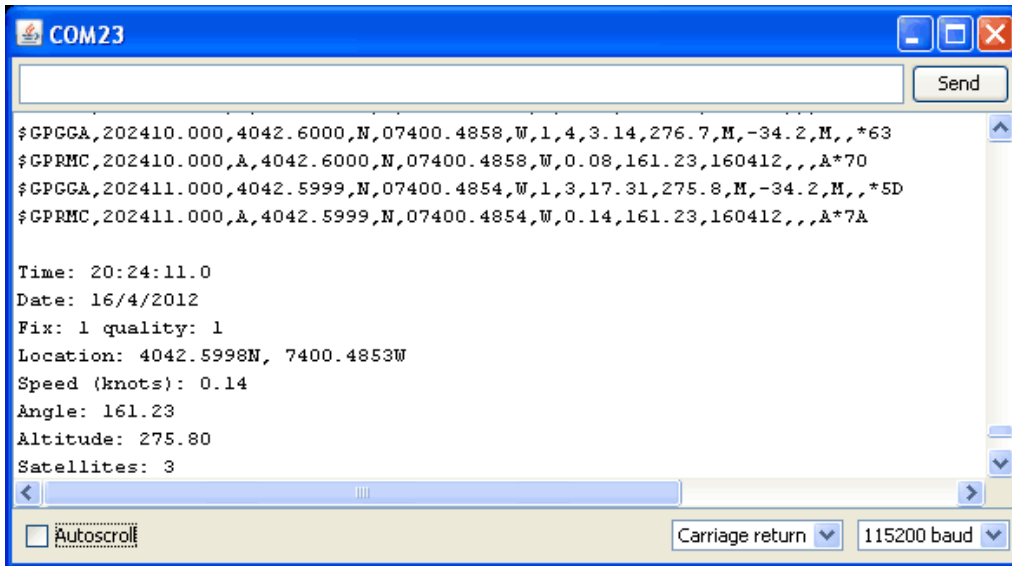 COM23
Send
$GPGGA,202410.000,4042.6000,N,07400.4858,W,1,4,3.14,276.7,M,-34.2,M,,*63
$GPRMC,202410.000,A,4042.6000,N,07400.4858,W,0.08,161.23,160412,,,A*70
$GPGGA,202411.000,4042.5999,N,07400.4854,W,1,3,17.31,275.8,M,-34.2,M,,*5D
$GPRMC,202411.000,A,4042.5999,N,07400.4854,W,0.14,161.23,160412,,,A*7A
Time: 20:24:11.0
Date: 16/4/2012
Fix: 1 quality: 1
Location: 4042.5998N, 7400.4853W
Speed (knots): 0.14
Angle: 161.23
Altitude: 275.80
Satellites: 3
Autoscroll
Carriage return
115200 baud